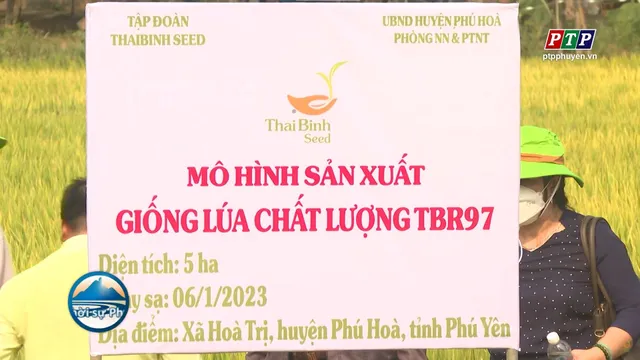 TẬP ĐOÀN
THAIBINH SEED
UBND HUYỆN PHÚ HOÀ
PHÒNG NN & PTNT
PTP
ptpphuyen.vn
Thai Binh
Seed
MÔ HÌNH SẢN XUẤT
GIỐNG LÚA CHẤT LƯỢNG TBR97
Diện tích: 5 ha
sạ: 06/1/2023
Địa điểm: Xã Hoà Trị, huyện Phú Hoà, tỉnh Phú Yên